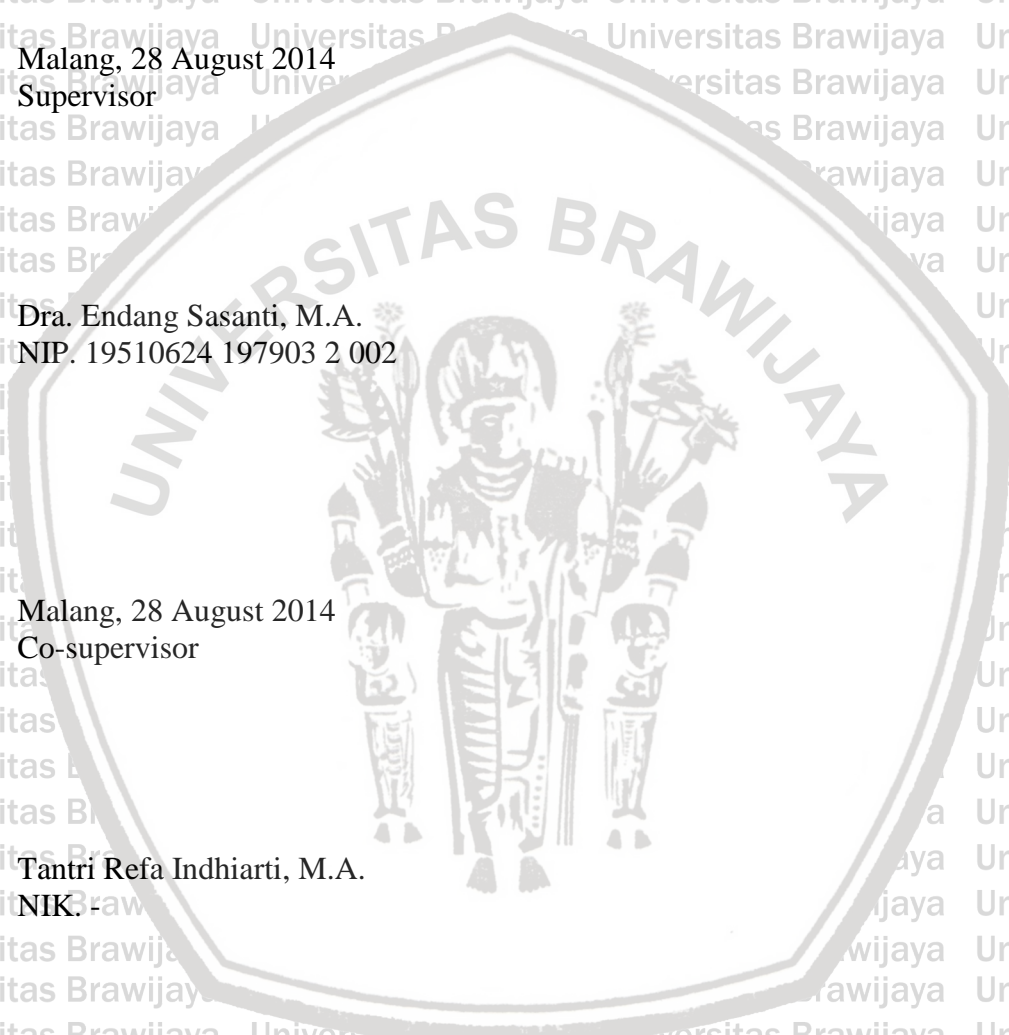 Malang, 28 August 2014
Supervisor
Dra. Endang Sasanti, M.A.
NIP. 19510624 197903 2 002
Malang, 28 August 2014
Co-supervisor
Tantri Refa Indhiarti, M.A.
NIK. -
UNIVERSITAS BRAWIJAYA